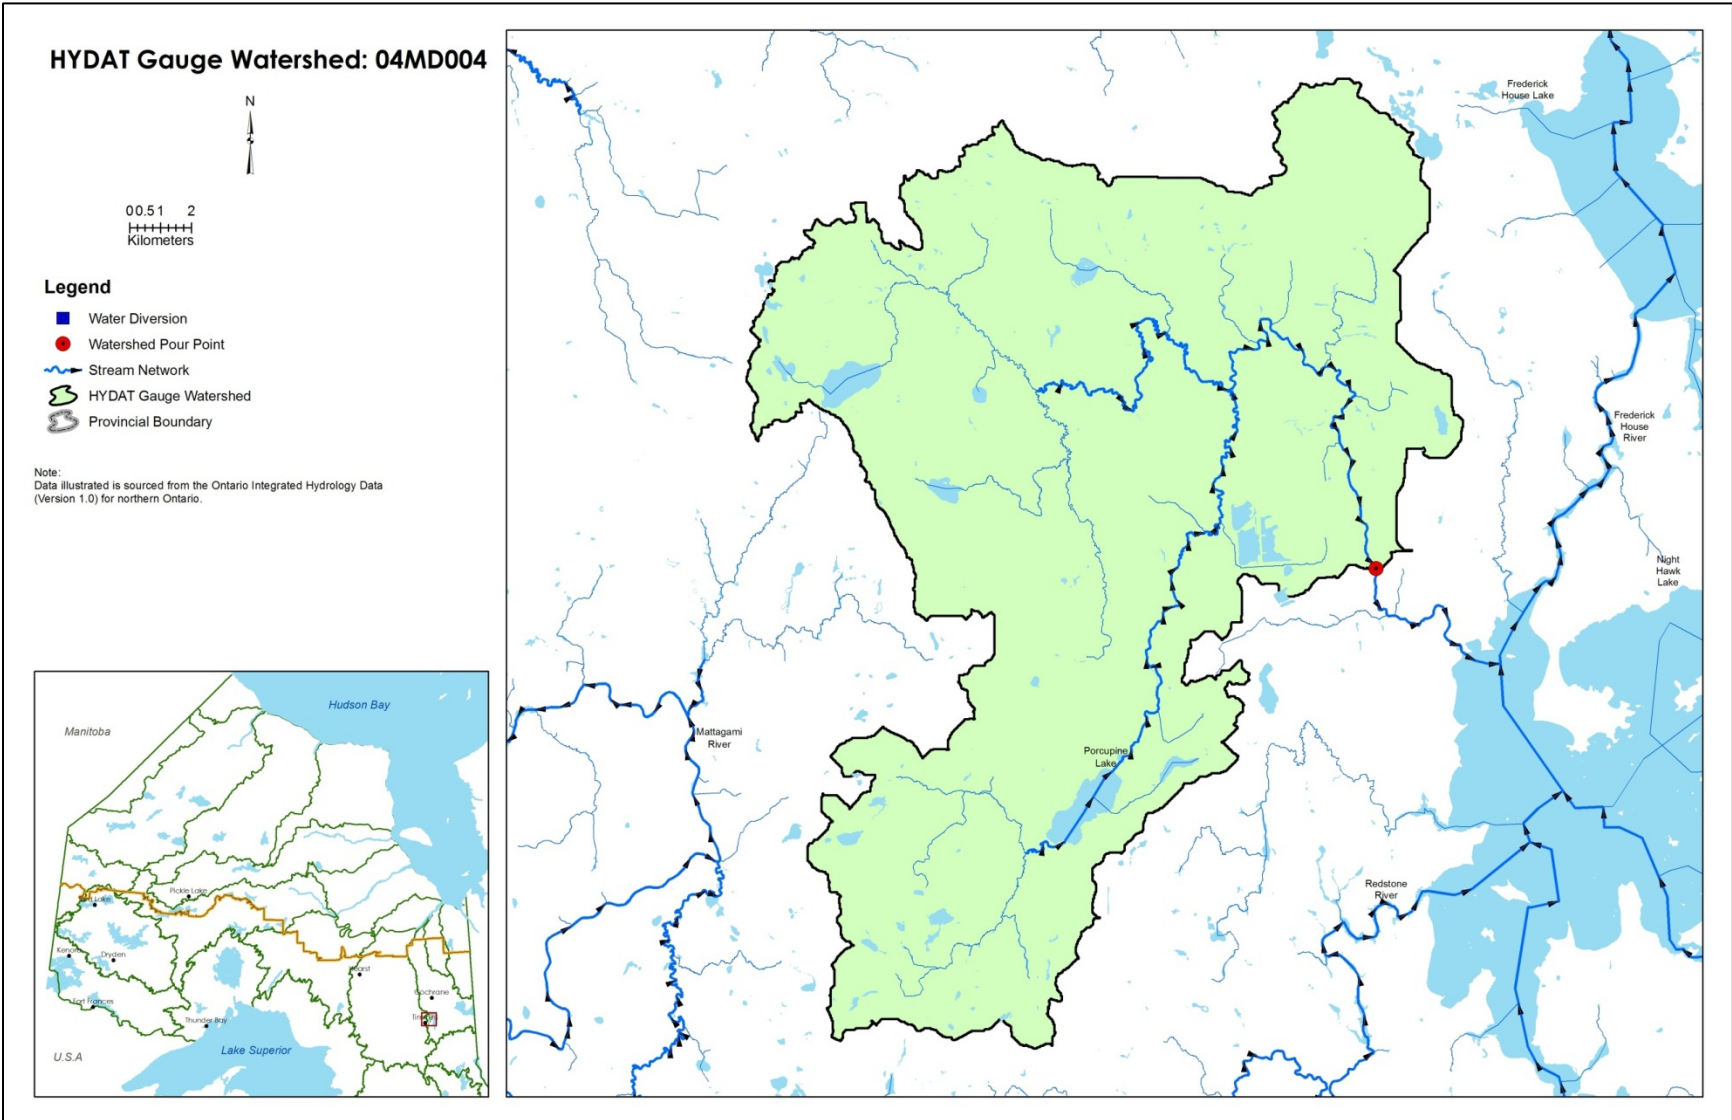 HYDAT Gauge Watershed: 04MD004
N
0 0.5 1 2
Kilometers
Legend
Water Diversion
Watershed Pour Point
Stream Network
HYDAT Gauge Watershed
Provincial Boundary
Note:
Data illustrated is sourced from the Ontario Integrated Hydrology Data
(Version 1.0) for northern Ontario.
Frederick
House Lake
Frederick
House
River
Night
Hawk
Lake
Mattagami
River
Porcupine
Lake
Redstone
River
Hudson Bay
Manitoba
Pickle Lake
Lake
Kenora
Dryden
Fort Frances
Thunder Bay
Hearst
Cochrane
U.S.A
Lake Superior